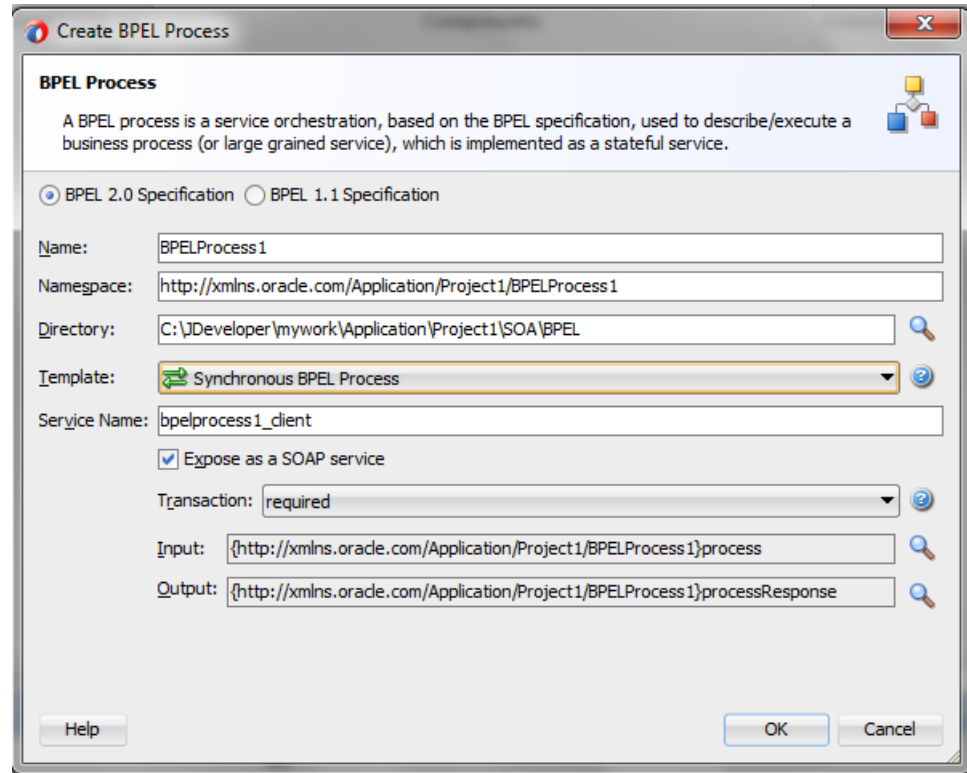 Create BPEL Process
BPEL Process
A BPEL process is a service orchestration, based on the BPEL specification, used to describe/execute a
business process (or large grained service), which is implemented as a stateful service.
BPEL 2.0 Specification BPEL 1.1 Specification
Name: BPELProcess1
Namespace: http://xmlns.oracle.com/Application/Project1/BPELProcess1
Directory: C:\JDeveloper\mywork\Application\Project1\SOA\BPEL
Template: Synchronous BPEL Process
Service Name: bpelprocess1_client
Expose as a SOAP service
Transaction: required
Input: {http://xmlns.oracle.com/Application/Project1/BPELProcess1}process
Output: {http://xmlns.oracle.com/Application/Project1/BPELProcess1}processResponse
Help OK Cancel